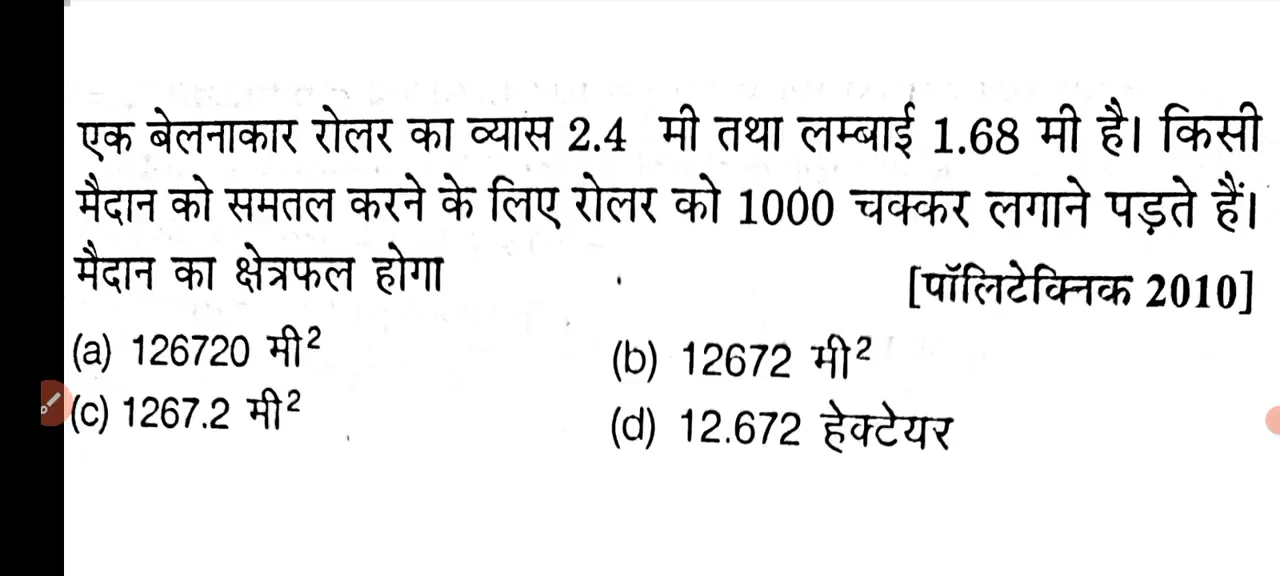 एक बेलनाकार रोलर का व्यास 2.4 मी तथा लम्बाई 1.68 मी है। किसी
मैदान को समतल करने के लिए रोलर को 1000 चक्कर लगाने पड़ते हैं।
मैदान का क्षेत्रफल होगा [पॉलिटेक्निक 2010]
(a) 126720 मी² (b) 12672 मी²
(c) 1267.2 मी² (d) 12.672 हेक्टेयर